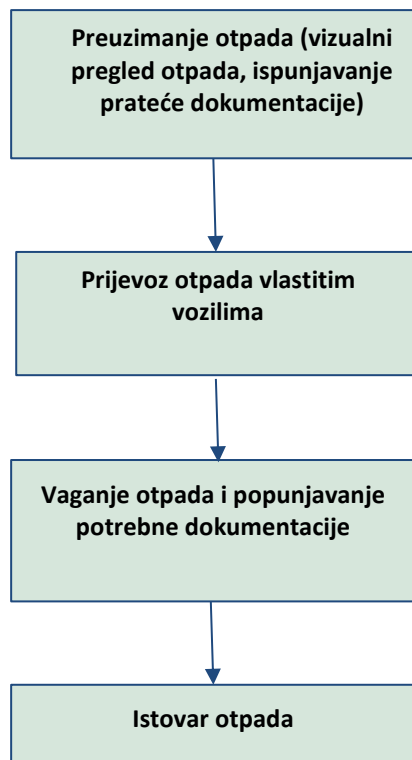 Preuzimanje otpada (vizualni
pregled otpada, ispunjavanje
prateće dokumentacije)
Prijevoz otpada vlastitim
vozilima
Vaganje otpada i popunjavanje
potrebne dokumentacije
Istovar otpada